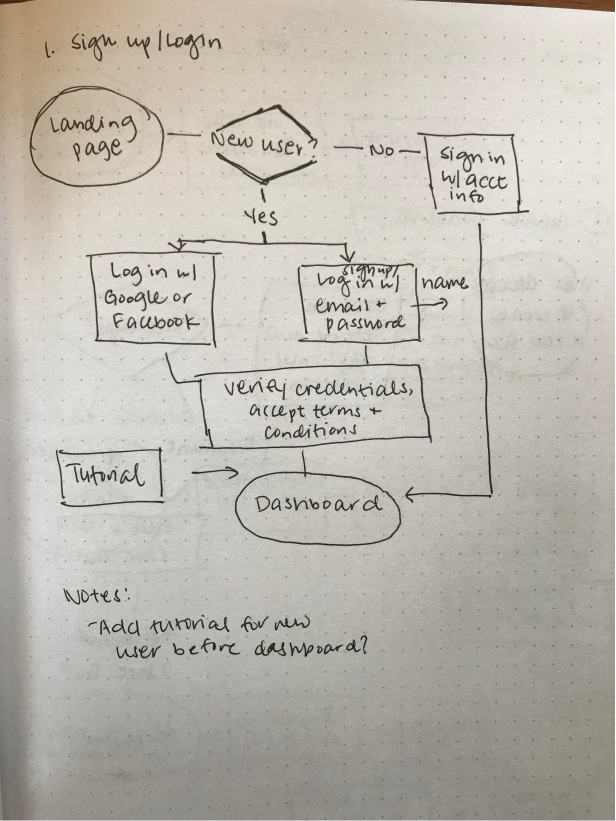 1. sign up/Login
Landing
page
New user?
No
sign in
w/ acct
info
Yes
Log in w/
Google or
Facebook
sign up/
Log in w/
email +
password
name
verify credentials,
accept terms +
conditions
Tutorial
Dashboard
Notes:
-Add tutorial for new
user before dashboard?